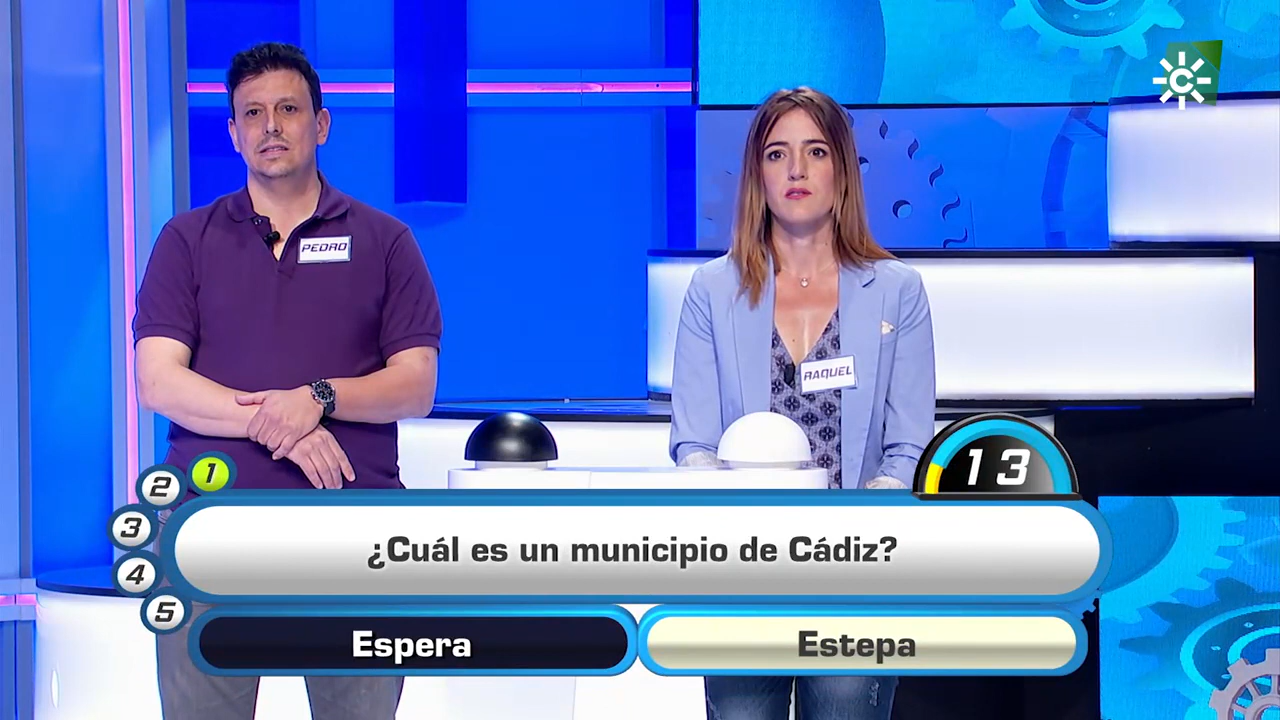 PEDRO
RAQUEL
C
13
1
2
3
4
5
¿Cuál es un municipio de Cádiz?
Espera
Estepa